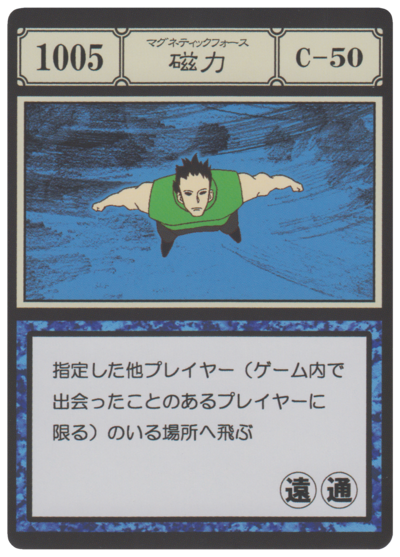 1005
マグネティックフォース
磁力
C-50
指定した他プレイヤー（ゲーム内で
出会ったことのあるプレイヤーに
限る）のいる場所へ飛ぶ
遠 通